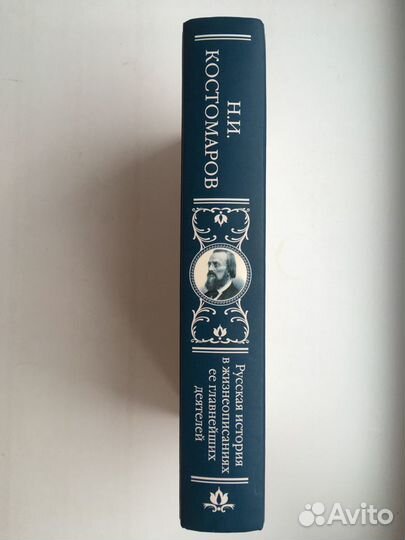 Н.И.
КОСТОМАРОВ
Русская история
в жизнеописаниях
ее главнейших
деятелей
Avito